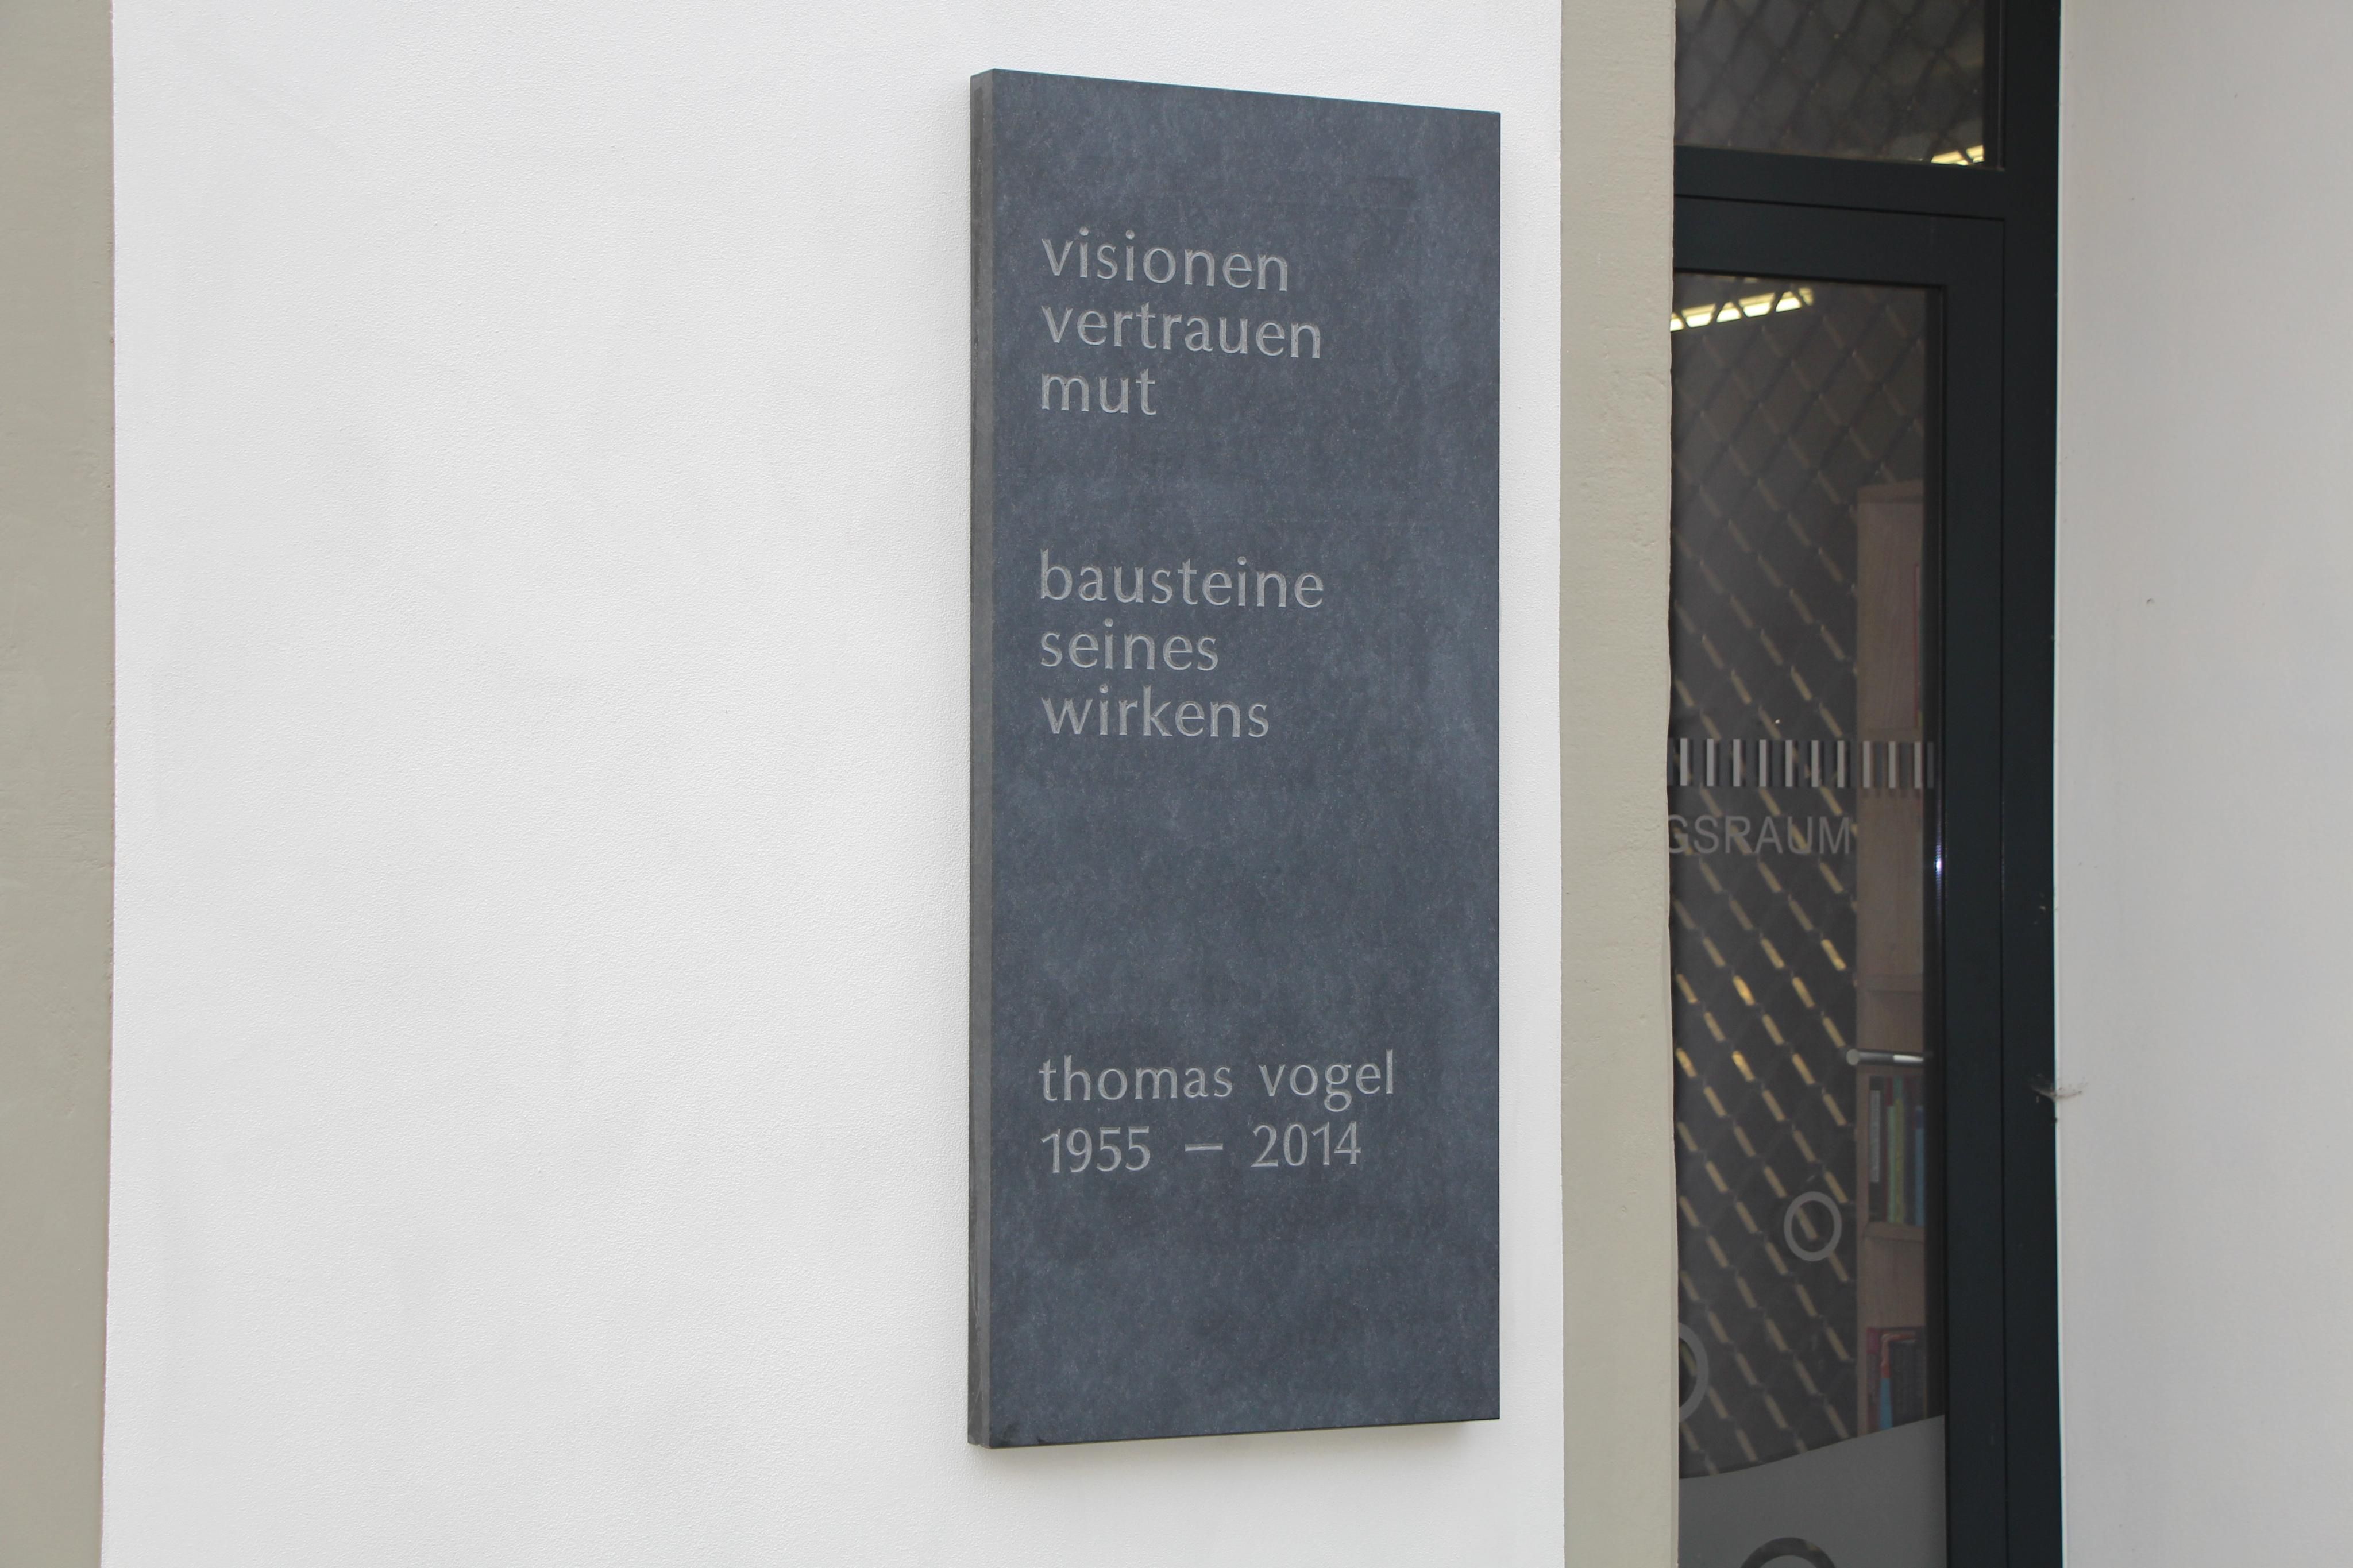 visionen
vertrauen
mut
bausteine
seines
wirkens
thomas vogel
1955 – 2014
GSRAUM